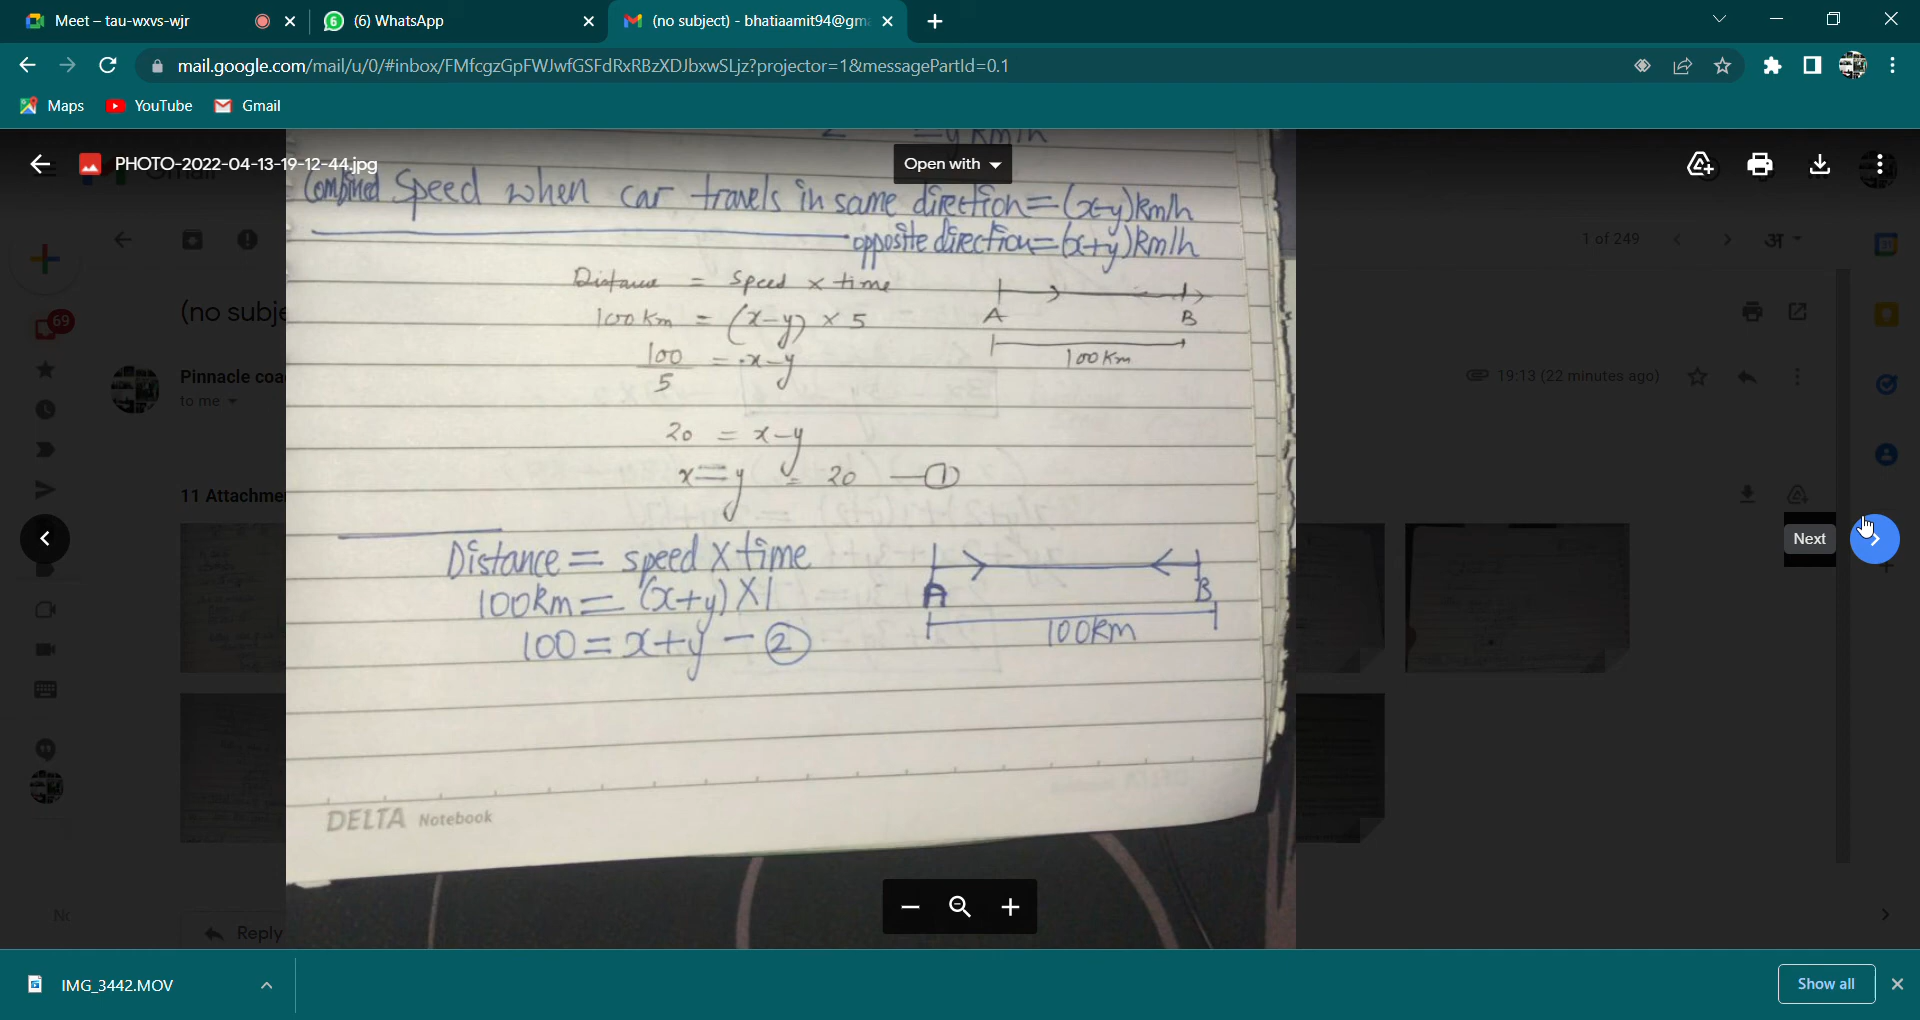 Meet – tau-wxvs-wjr
(6) WhatsApp
(no subject) - bhatiaamit94@gma
mail.google.com/mail/u/0/#inbox/FMfcgzGpFWJwfGSFdRxRBzXDJbxwSLjz?projector=1&messagePartId=0.1
Maps
YouTube
Gmail
= y km/h
PHOTO-2022-04-13-19-12-44.jpg
Open with
Combined Speed when car travels in same direction = (x-y) km/h
opposite direction = (x+y) km/h
1 of 249
अ
Distance = speed x time
100 Km = (x-y) x 5
A B
100 Km
100
5
= x-y
69
(no subje
Pinnacle coa
to me
19:13 (22 minutes ago)
20 = x-y
x = y = 20 — 1
11 Attachme
Next
Distance = speed X time
100km = (x+y) X 1
100 = x+y - 2
A B
100km
DELTA Notebook
Reply
IMG_3442.MOV
Show all